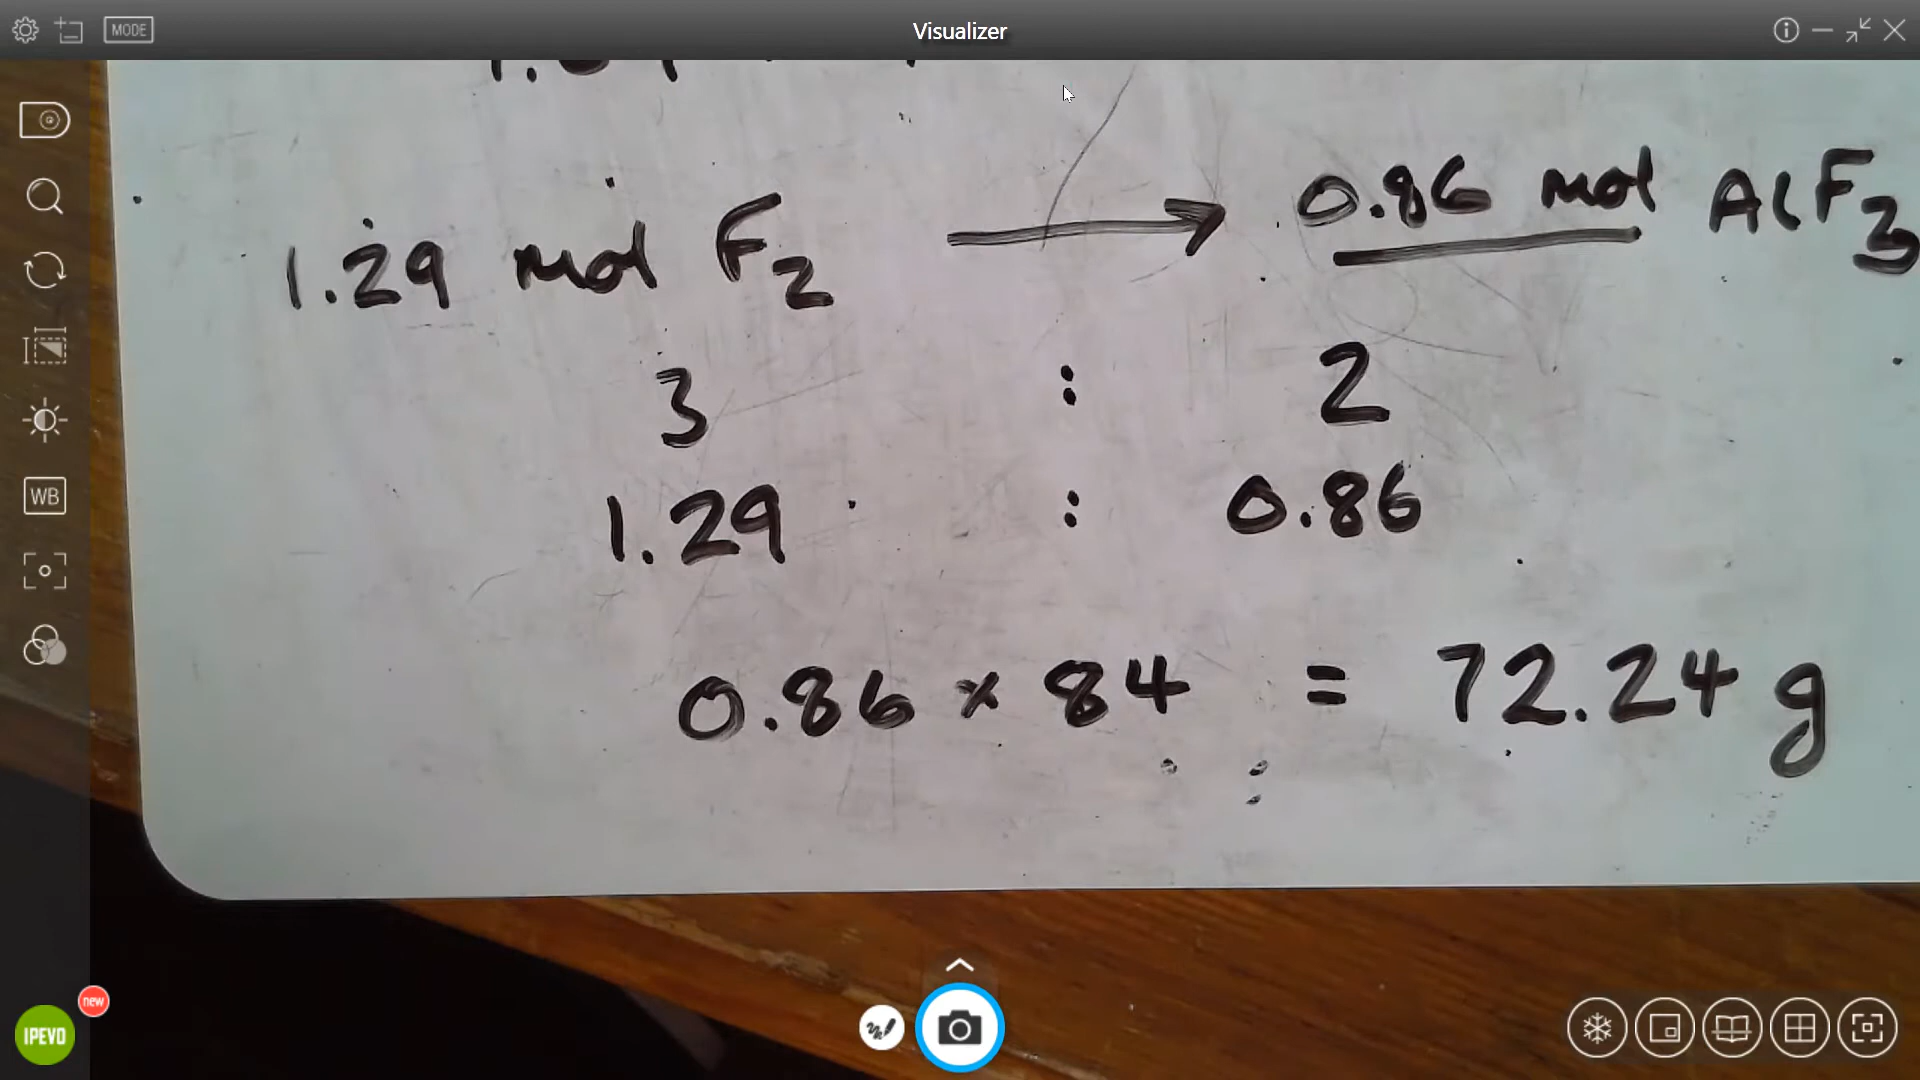 MODE
Visualizer
1.29 mol F2 → 0.86 mol AlF3
3 : 2
1.29 : 0.86
0.86 × 84 = 72.24 g
WB
new
IPEVO